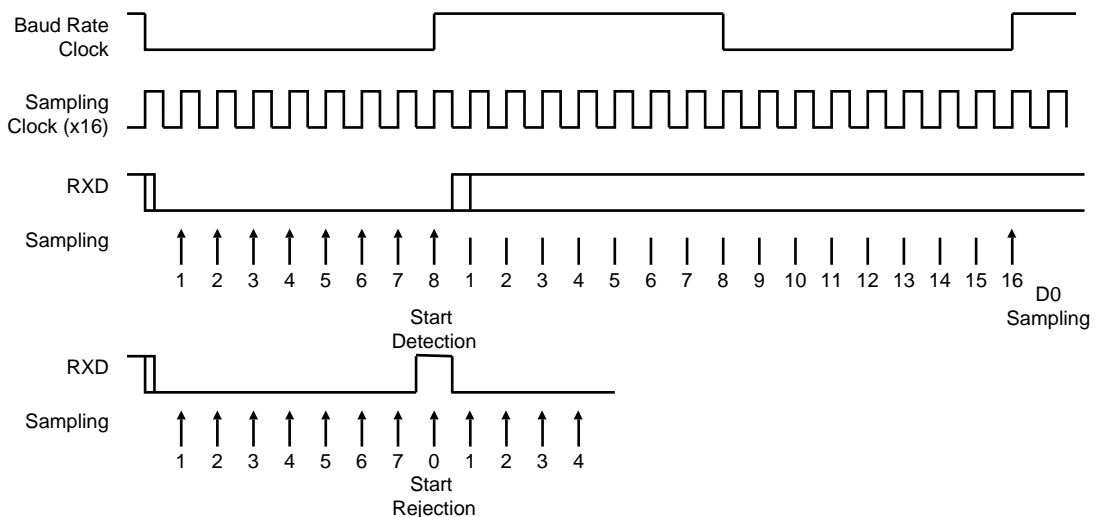 Baud Rate
Clock
Sampling
Clock (x16)
RXD
Sampling
1 2 3 4 5 6 7 8 1 2 3 4 5 6 7 8 9 10 11 12 13 14 15 16
D0
Sampling
Start
Detection
RXD
Sampling
1 2 3 4 5 6 7 0 1 2 3 4
Start
Rejection